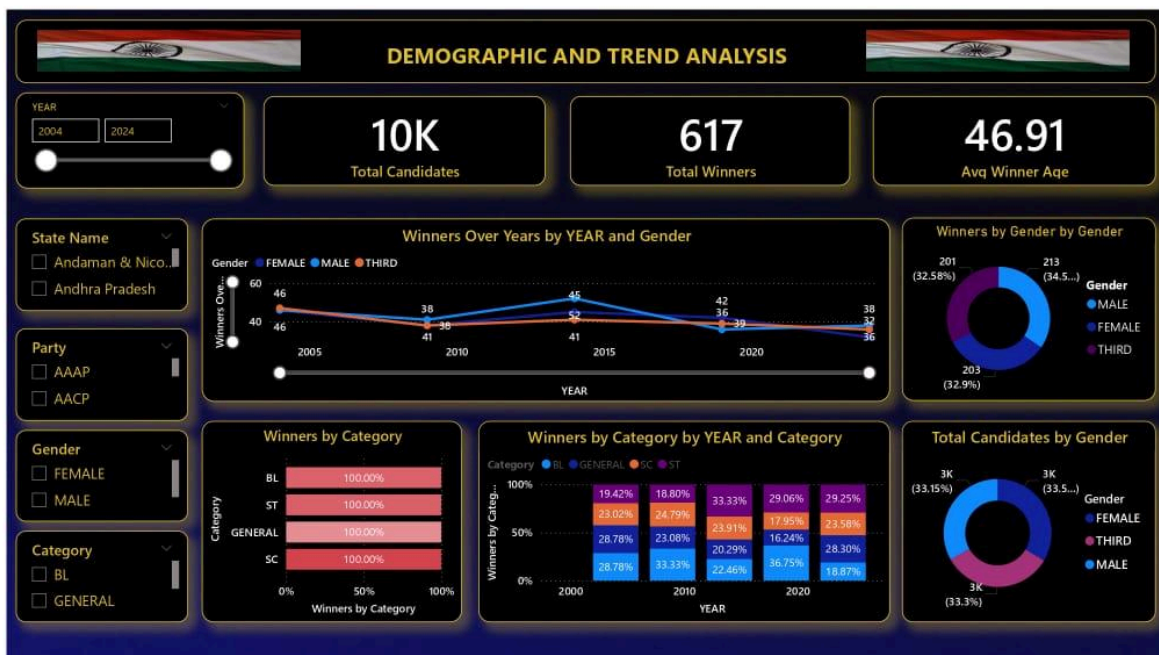 DEMOGRAPHIC AND TREND ANALYSIS
YEAR
2004 2024
10K
Total Candidates
617
Total Winners
46.91
Avg Winner Age
State Name
Andaman & Nico...
Andhra Pradesh
Party
AAAP
AACP
Gender
FEMALE
MALE
Category
BL
GENERAL
Winners Over Years by YEAR and Gender
Gender FEMALE MALE THIRD
Winners Ove...
60
40
46
46
38
41
38
45
52
41
42
36
39
38
32
36
2005 2010 2015 2020
YEAR
Winners by Gender by Gender
201
(32.58%)
213
(34.5...)
203
(32.9%)
Gender
MALE
FEMALE
THIRD
Winners by Category
Category
BL 100.00%
ST 100.00%
GENERAL 100.00%
SC 100.00%
0% 50% 100%
Winners by Category
Winners by Category by YEAR and Category
Category BL GENERAL SC ST
Winners by Categ...
100%
50%
0%
19.42% 18.80% 33.33% 29.06% 29.25%
23.02% 24.79% 23.91% 17.95% 23.58%
28.78% 23.08% 20.29% 16.24% 28.30%
28.78% 33.33% 22.46% 36.75% 18.87%
2000 2010 2020
YEAR
Total Candidates by Gender
3K
(33.15%)
3K
(33.5...)
3K
(33.3%)
Gender
FEMALE
THIRD
MALE